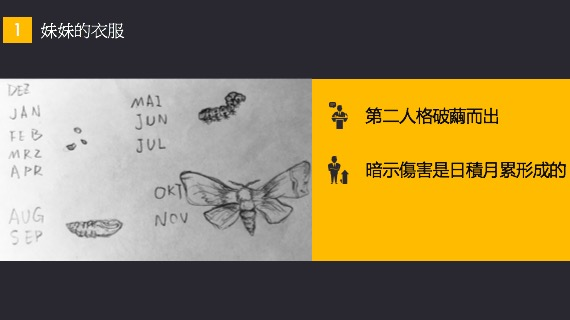 1 妹妹的衣服
DEZ
JAN
FEB
MRZ
APR
MAI
JUN
JUL
AUG
SEP
OKT
NOV
第二人格破繭而出
暗示傷害是日積月累形成的